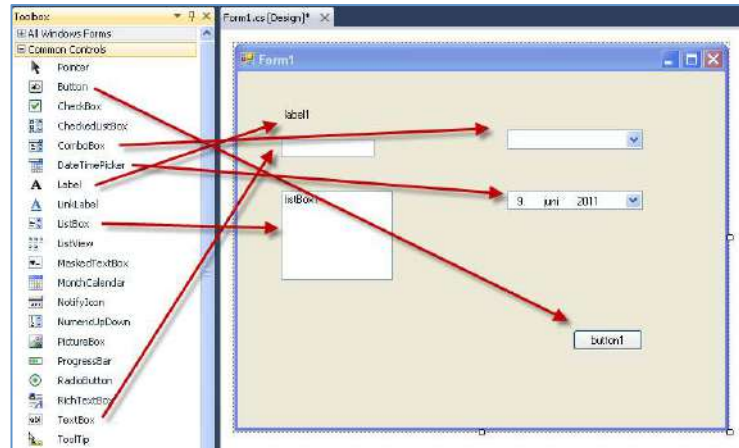 Toolbox
All Windows Forms
Common Controls
Pointer
Button
CheckBox
CheckedListBox
ComboBox
DateTimePicker
Label
LinkLabel
ListBox
ListView
MaskedTextBox
MonthCalendar
NotifyIcon
NumericUpDown
PictureBox
ProgressBar
RadioButton
RichTextBox
TextBox
ToolTip
Form1.cs [Design]*
Form1
label1
listBox1
9. juni 2011
button1